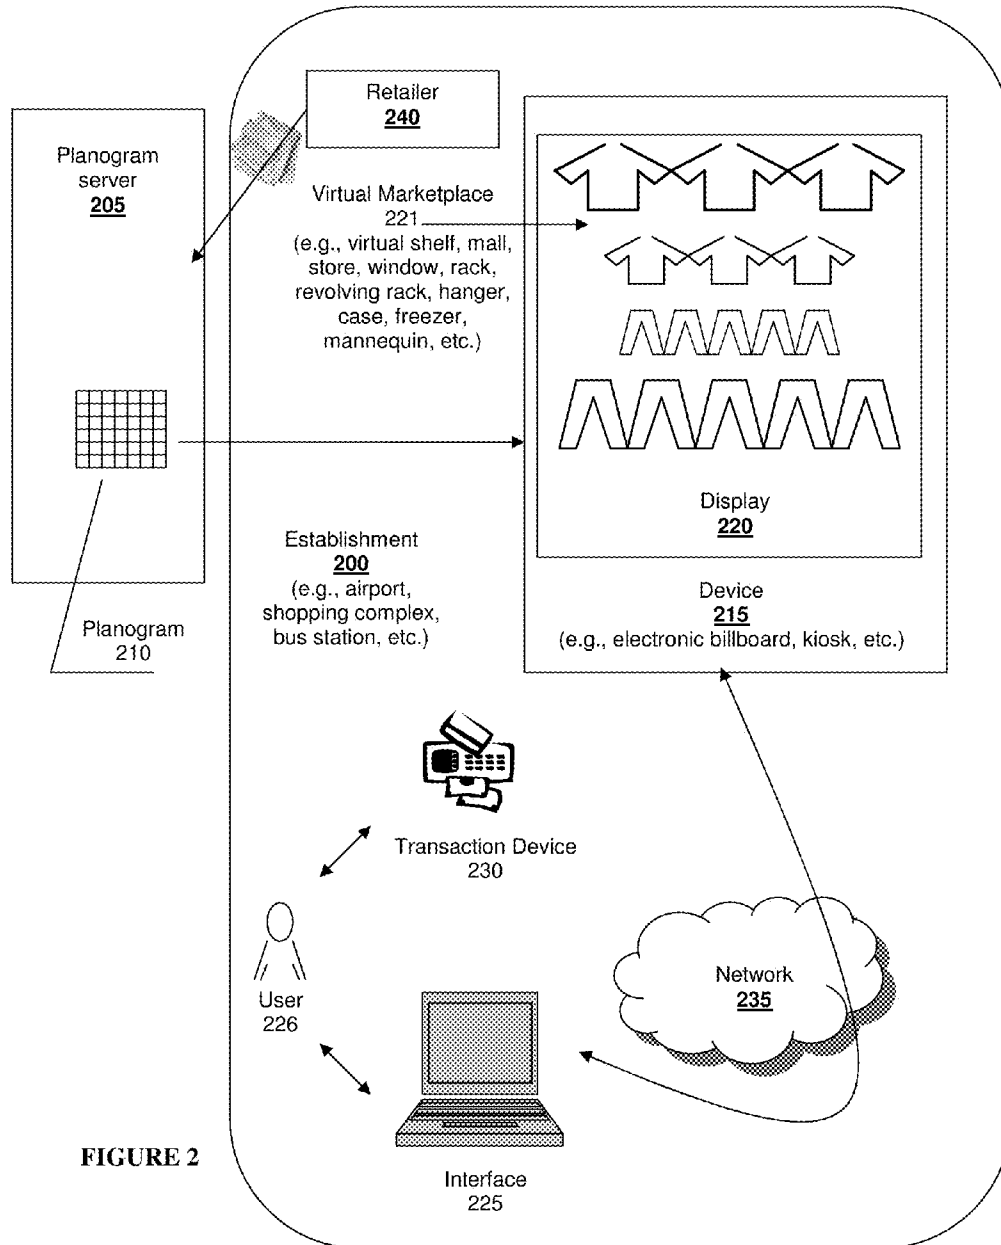 Retailer
240
Planogram
server
205
Virtual Marketplace
221
(e.g., virtual shelf, mall,
store, window, rack,
revolving rack, hanger,
case, freezer,
mannequin, etc.)
Display
220
Establishment
200
(e.g., airport,
shopping complex,
bus station, etc.)
Device
215
(e.g., electronic billboard, kiosk, etc.)
Planogram
210
Transaction Device
230
Network
235
User
226
Interface
225
FIGURE 2